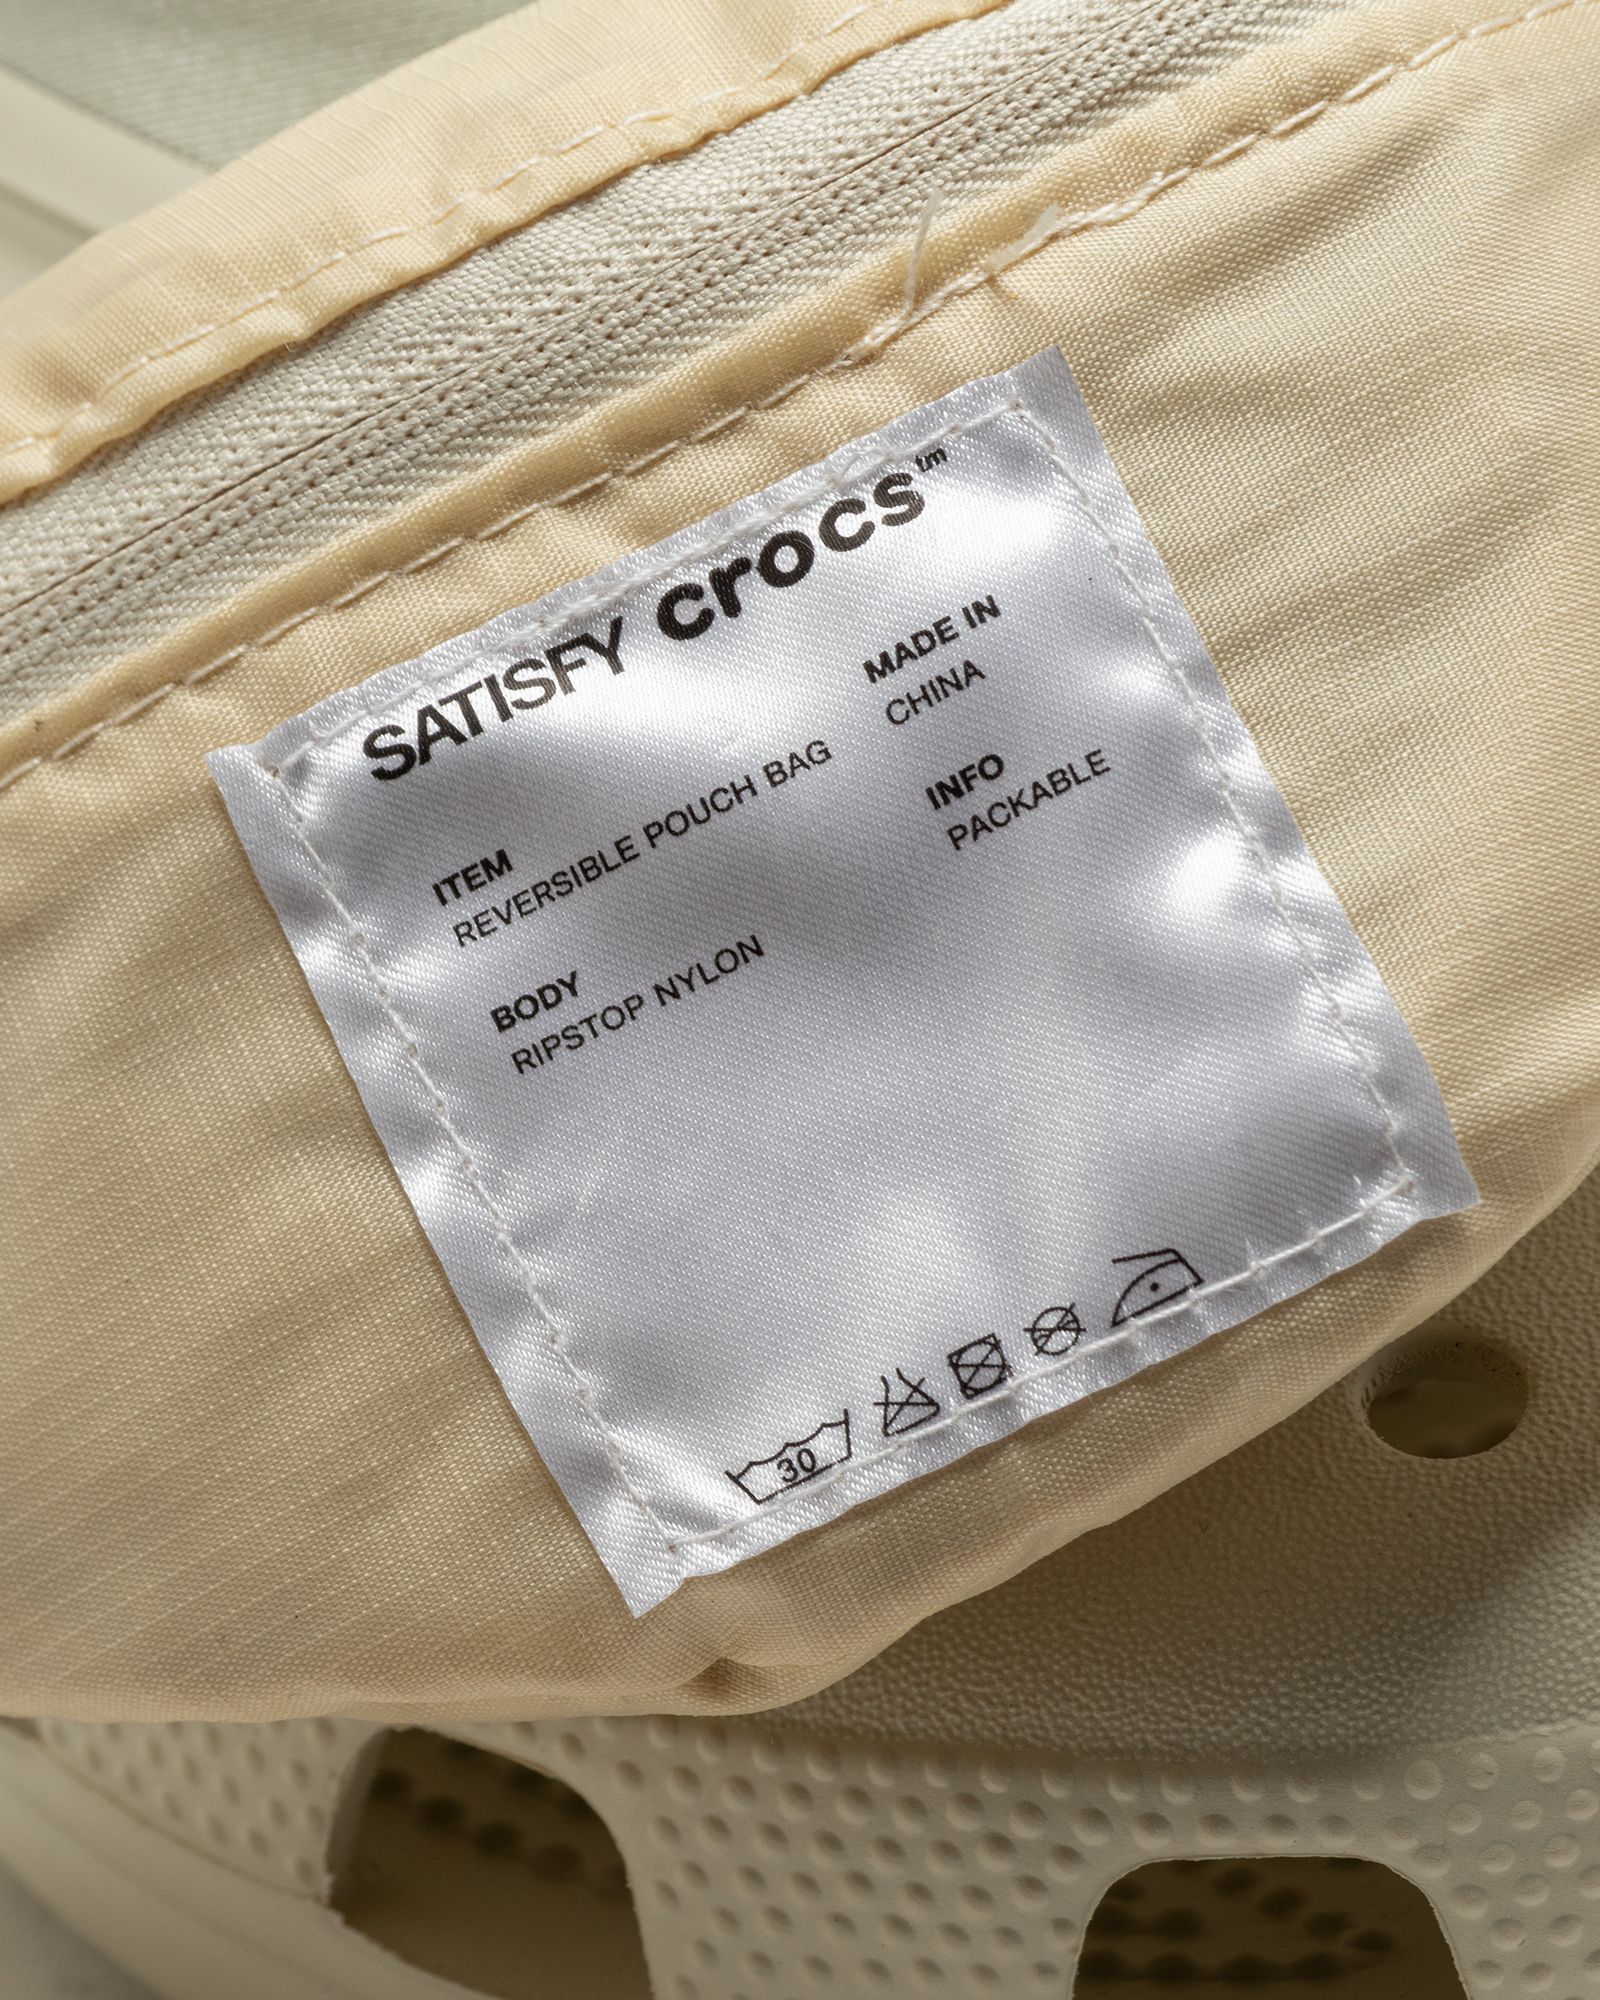 SATISFY crocs™
ITEM
REVERSIBLE POUCH BAG
BODY
RIPSTOP NYLON
MADE IN
CHINA
INFO
PACKABLE
30